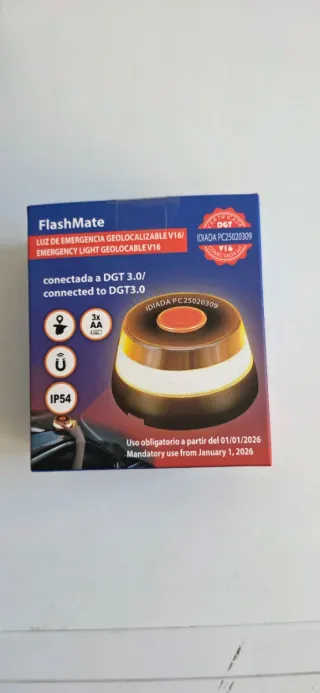 FlashMate
LUZ DE EMERGENCIA GEOLOCALIZABLE V16/
EMERGENCY LIGHT GEOLOCABLE V16
DGT
IDIADA PC25020309
V16
conectada a DGT 3.0/
connected to DGT3.0
IDIADA PC25020309
3x
AA
IP54
Uso obligatorio a partir del 01/01/2026
Mandatory use from January 1, 2026